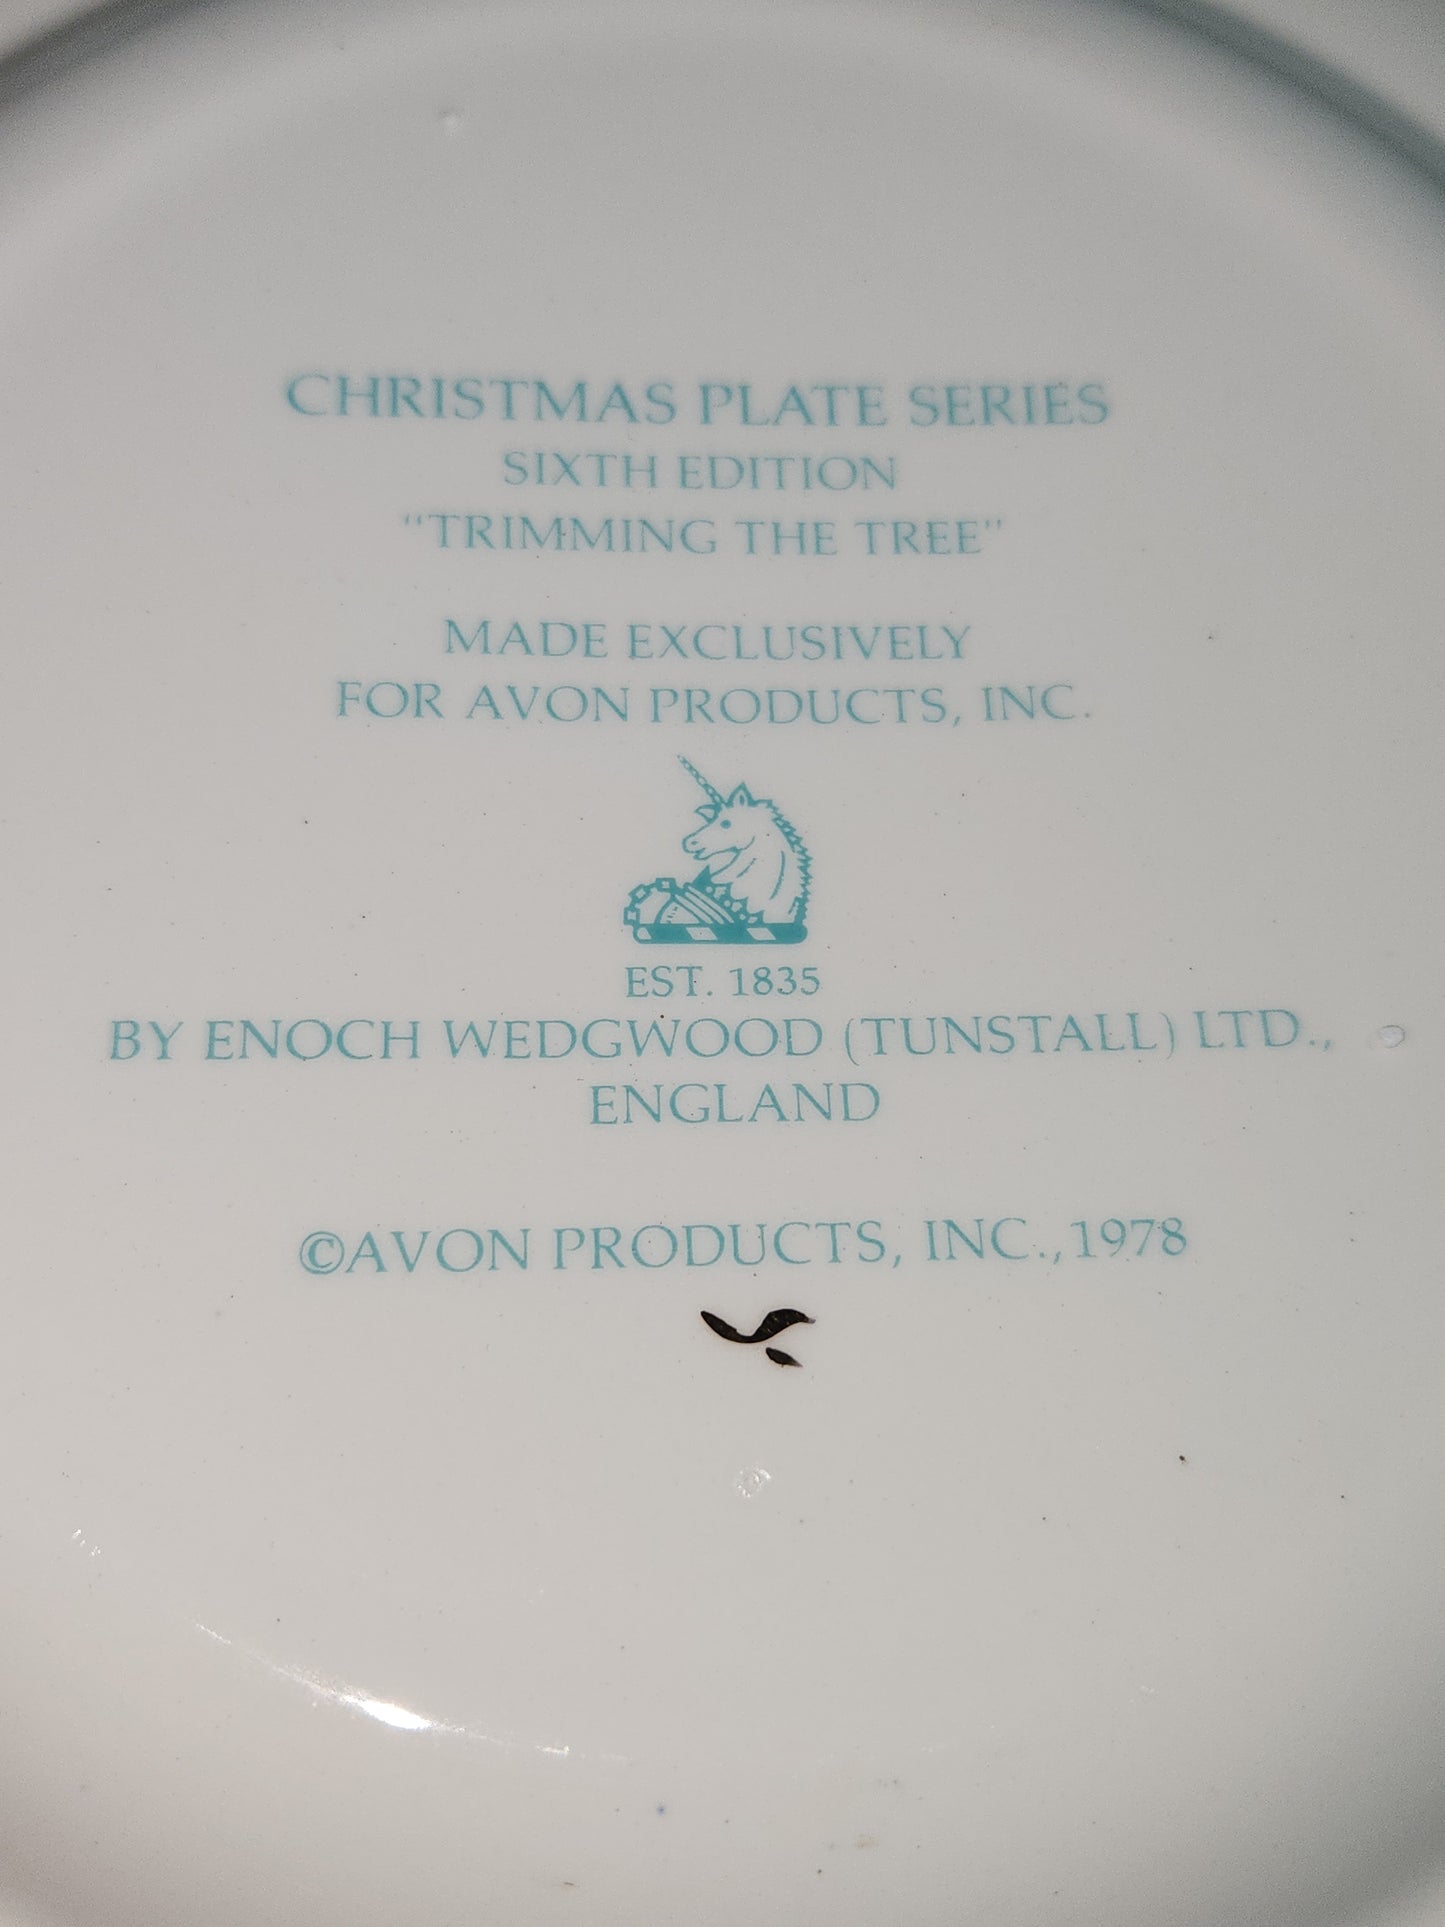 CHRISTMAS PLATE SERIES
SIXTH EDITION
"TRIMMING THE TREE"
MADE EXCLUSIVELY
FOR AVON PRODUCTS, INC.
EST. 1835
BY ENOCH WEDGWOOD (TUNSTALL) LTD.,
ENGLAND
©AVON PRODUCTS, INC., 1978